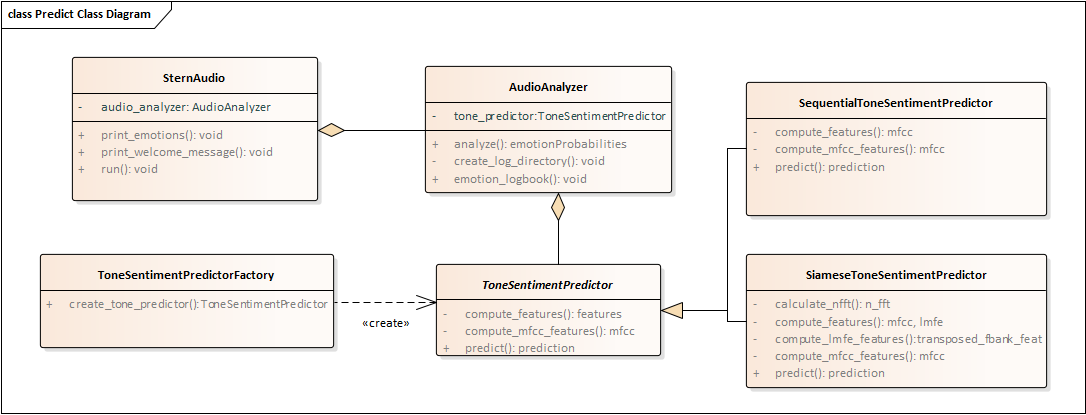 class Predict Class Diagram
SternAudio
- audio_analyzer: AudioAnalyzer
+ print_emotions(): void
+ print_welcome_message(): void
+ run(): void
AudioAnalyzer
- tone_predictor:ToneSentimentPredictor
+ analyze(): emotionProbabilities
- create_log_directory(): void
+ emotion_logbook(): void
SequentialToneSentimentPredictor
- compute_features(): mfcc
- compute_mfcc_features(): mfcc
+ predict(): prediction
ToneSentimentPredictorFactory
+ create_tone_predictor():ToneSentimentPredictor
«create»
ToneSentimentPredictor
- compute_features(): features
- compute_mfcc_features(): mfcc
+ predict(): prediction
SiameseToneSentimentPredictor
- calculate_nfft(): n_fft
- compute_features(): mfcc, lmfe
- compute_lmfe_features():transposed_fbank_feat
- compute_mfcc_features(): mfcc
+ predict(): prediction